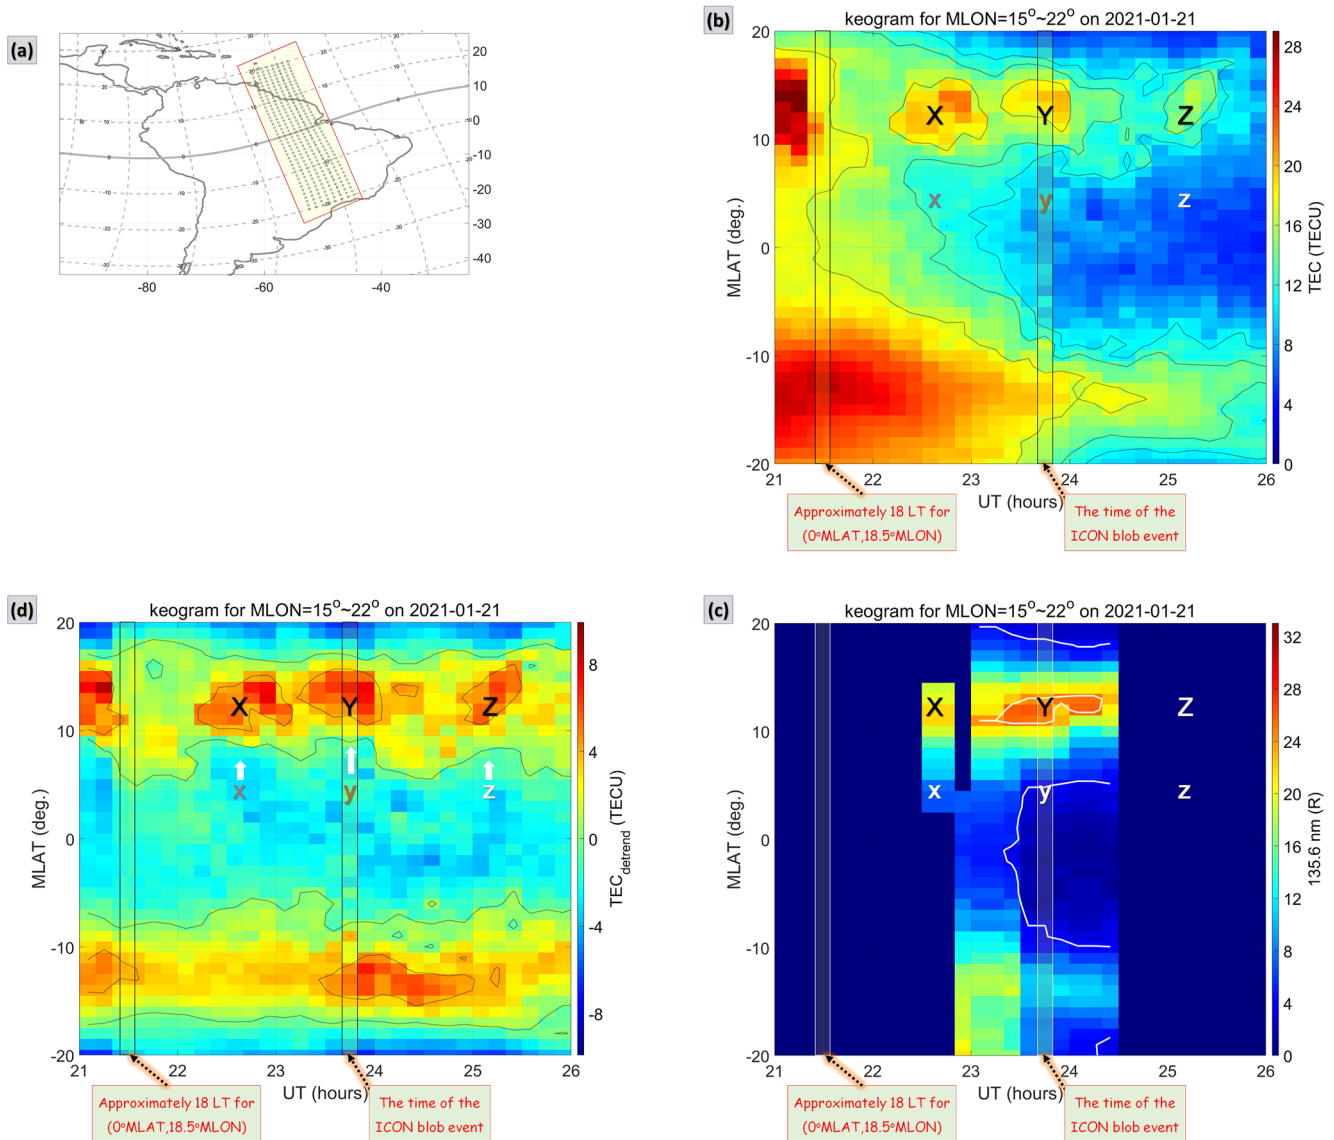 (a)
20
10
0
-10
-20
-30
-40
-80
-60
-40
(b)
keogram for MLON=15°~22° on 2021-01-21
MLAT (deg.)
20
10
0
-10
-20
X
Y
Z
x
y
z
21
22
23
24
25
26
UT (hours)
28
24
20
16
12
8
4
0
TEC (TECU)
Approximately 18 LT for
(0°MLAT,18.5°MLON)
The time of the
ICON blob event
(d)
keogram for MLON=15°~22° on 2021-01-21
MLAT (deg.)
20
10
0
-10
-20
X
Y
Z
x
y
z
21
22
23
24
25
26
UT (hours)
8
4
0
-4
-8
TECdetrend (TECU)
Approximately 18 LT for
(0°MLAT,18.5°MLON)
The time of the
ICON blob event
(c)
keogram for MLON=15°~22° on 2021-01-21
MLAT (deg.)
20
10
0
-10
-20
X
Y
Z
x
y
z
21
22
23
24
25
26
UT (hours)
32
28
24
20
16
12
8
4
0
135.6 nm (R)
Approximately 18 LT for
(0°MLAT,18.5°MLON)
The time of the
ICON blob event